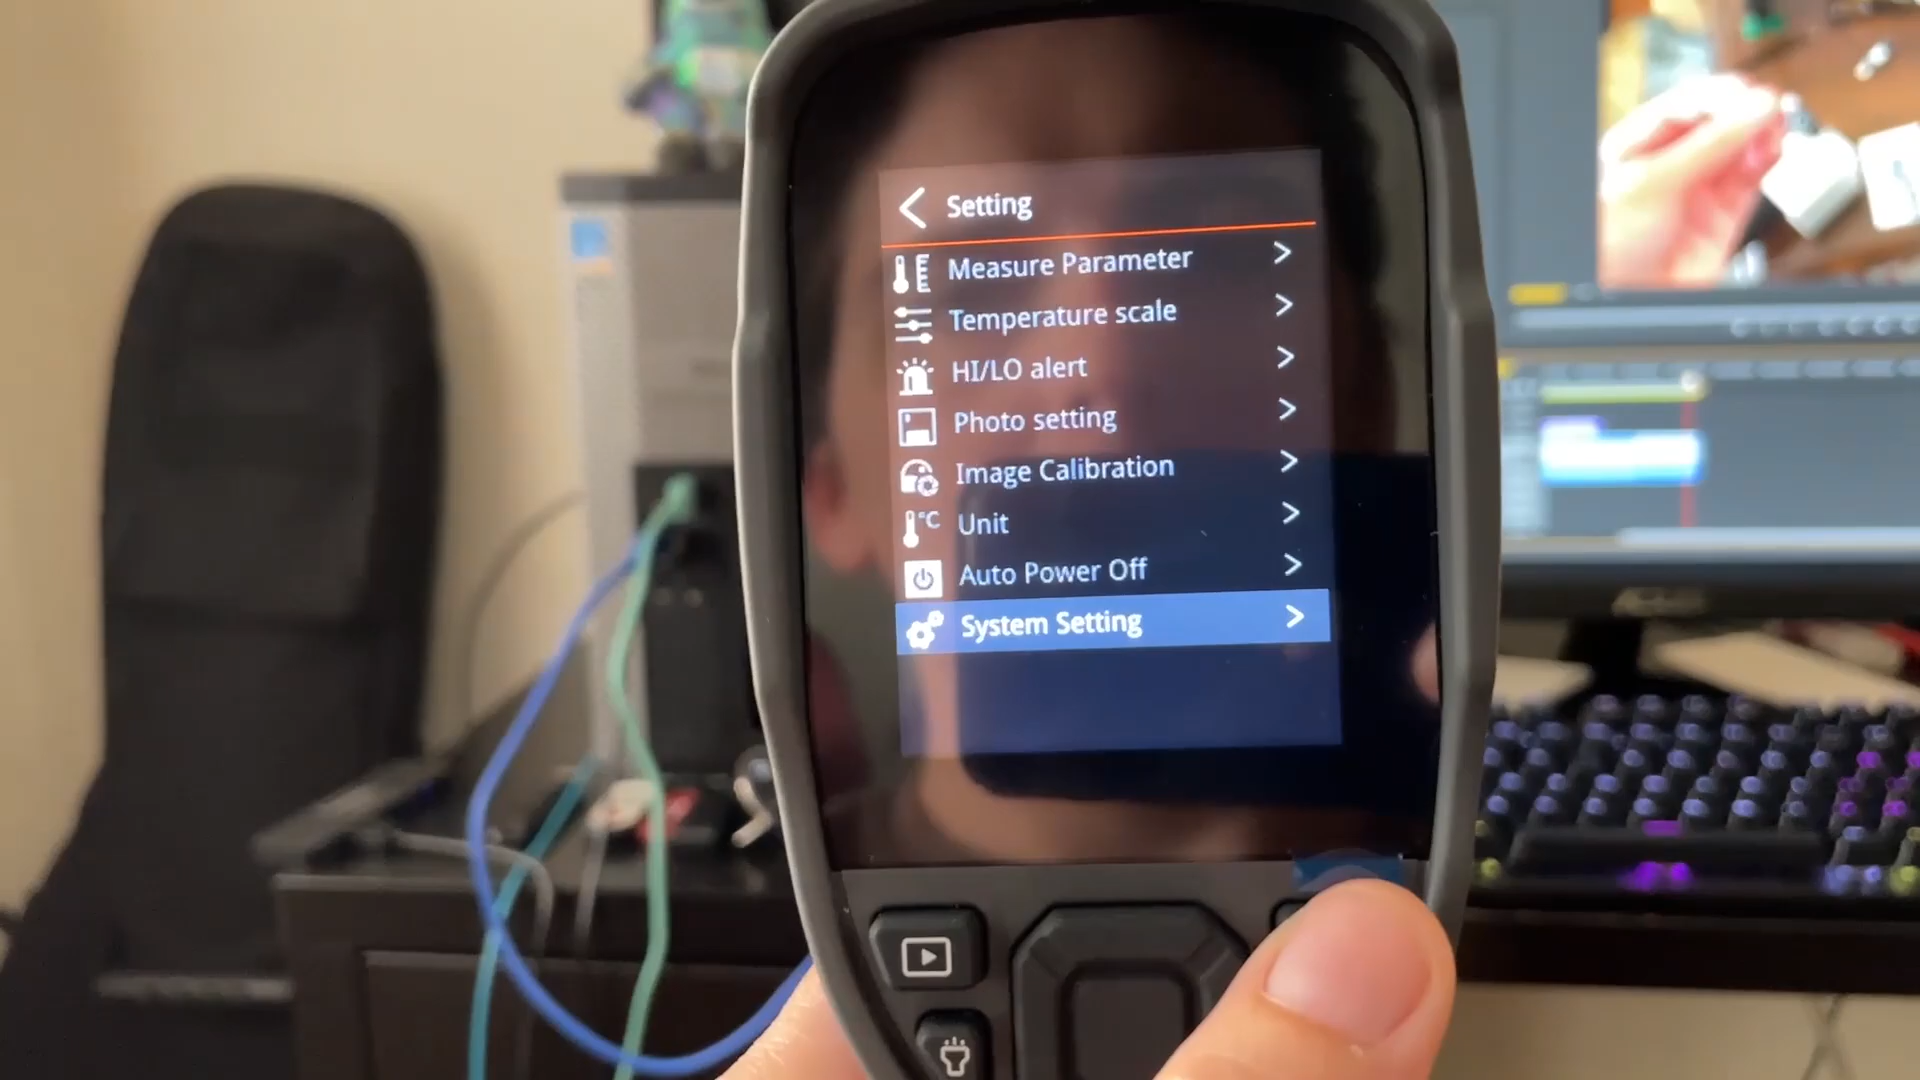 Setting
Measure Parameter
Temperature scale
HI/LO alert
Photo setting
Image Calibration
°C Unit
Auto Power Off
System Setting